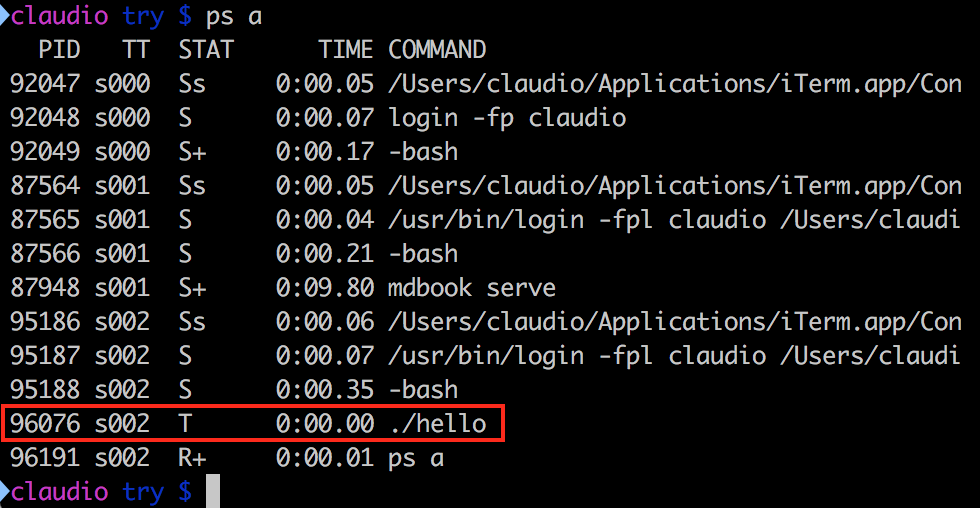 claudio try $ ps a
PID TT STAT TIME COMMAND
92047 s000 Ss 0:00.05 /Users/claudio/Applications/iTerm.app/Con
92048 s000 S 0:00.07 login -fp claudio
92049 s000 S+ 0:00.17 -bash
87564 s001 Ss 0:00.05 /Users/claudio/Applications/iTerm.app/Con
87565 s001 S 0:00.04 /usr/bin/login -fpl claudio /Users/claudi
87566 s001 S 0:00.21 -bash
87948 s001 S+ 0:09.80 mdbook serve
95186 s002 Ss 0:00.06 /Users/claudio/Applications/iTerm.app/Con
95187 s002 S 0:00.07 /usr/bin/login -fpl claudio /Users/claudi
95188 s002 S 0:00.35 -bash
96076 s002 T 0:00.00 ./hello
96191 s002 R+ 0:00.01 ps a
claudio try $